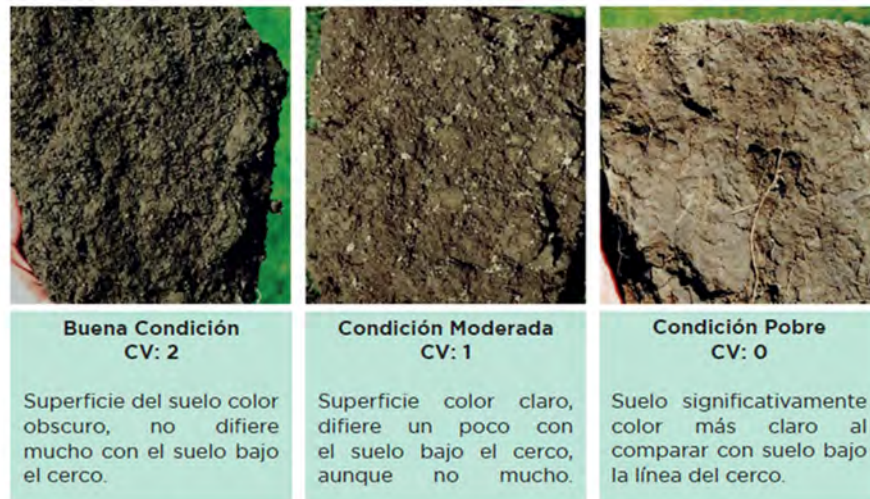 Buena Condición
CV: 2
Superficie del suelo color
obscuro, no difiere
mucho con el suelo bajo
el cerco.
Condición Moderada
CV: 1
Superficie color claro,
difiere un poco con
el suelo bajo el cerco,
aunque no mucho.
Condición Pobre
CV: 0
Suelo significativamente
color más claro al
comparar con suelo bajo
la línea del cerco.